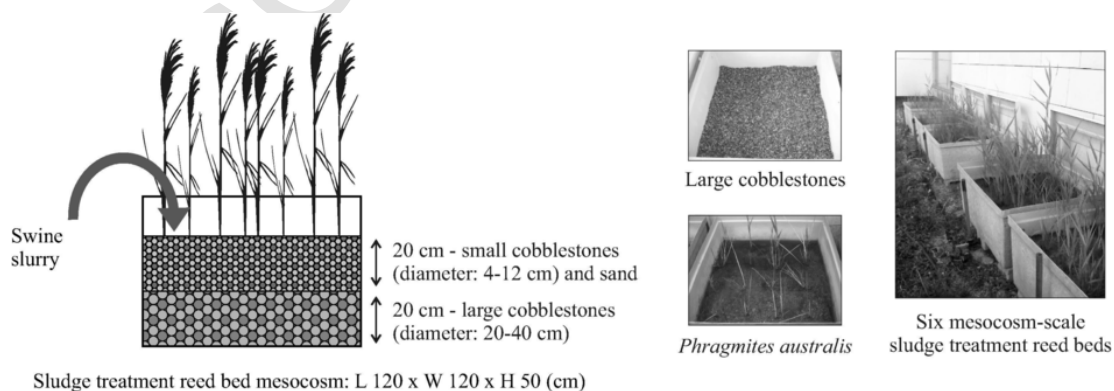 Swine
slurry
20 cm - small cobblestones
(diameter: 4-12 cm) and sand
20 cm - large cobblestones
(diameter: 20-40 cm)
Sludge treatment reed bed mesocosm: L 120 x W 120 x H 50 (cm)
Large cobblestones
Phragmites australis
Six mesocosm-scale
sludge treatment reed beds